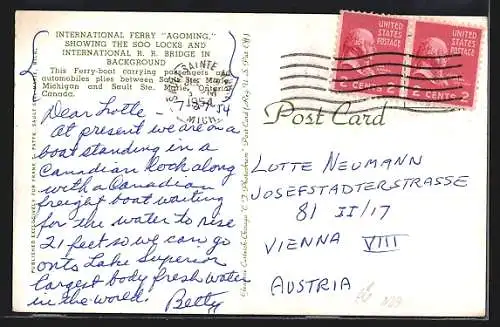 INTERNATIONAL FERRY "AGOMING,"
SHOWING THE SOO LOCKS AND
INTERNATIONAL R. R. BRIDGE IN
BACKGROUND
This Ferry-boat carrying passengers and
automobiles plies between Sault Ste. Marie,
Michigan and Sault Ste. Marie, Ontario,
Canada.
UNITED STATES
POSTAGE
2 CENTS 2
UNITED STATES
POSTAGE
2 CENTS 2
SAULT SAINTE
1954
MICH
Post Card
Dear Lotte -
At present we are on a
boat standing in a
Canadian lock along
with a Canadian
freight boat waiting
for the water to rise
21 feet so we can go
onto Lake Superior
largest body fresh water
in the world. Betty
LOTTE NEUMANN
JOSEFSTADTERSTRASSE
81 II/17
VIENNA VIII
AUSTRIA